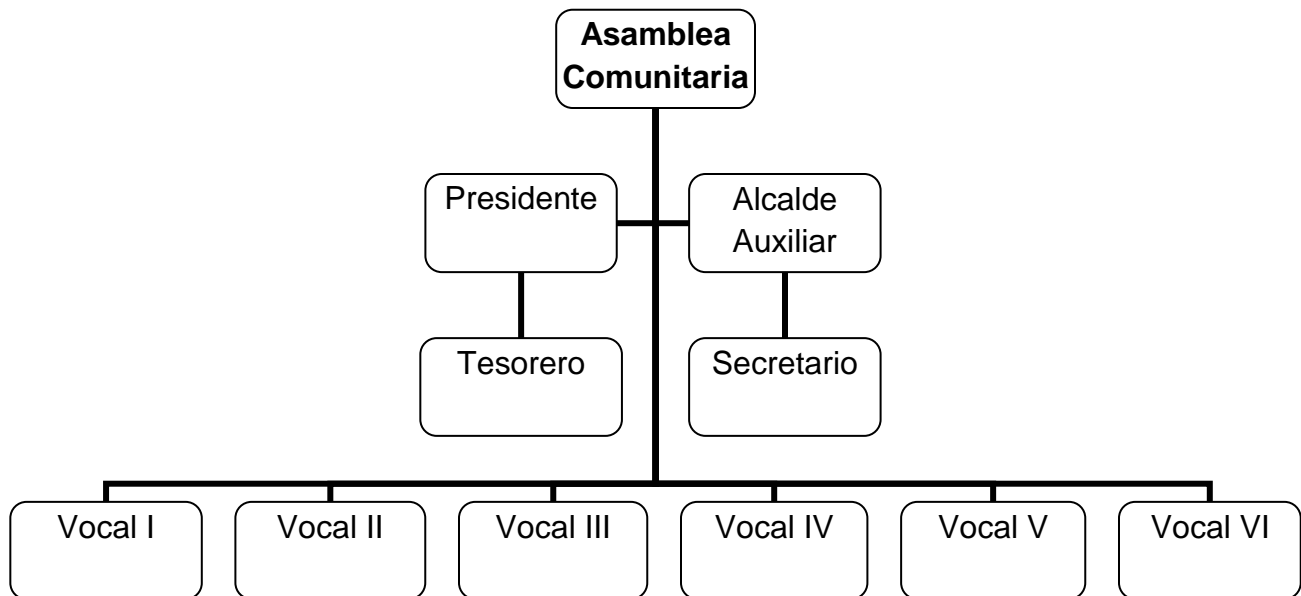 Asamblea
Comunitaria
Presidente
Alcalde
Auxiliar
Tesorero
Secretario
Vocal I
Vocal II
Vocal III
Vocal IV
Vocal V
Vocal VI